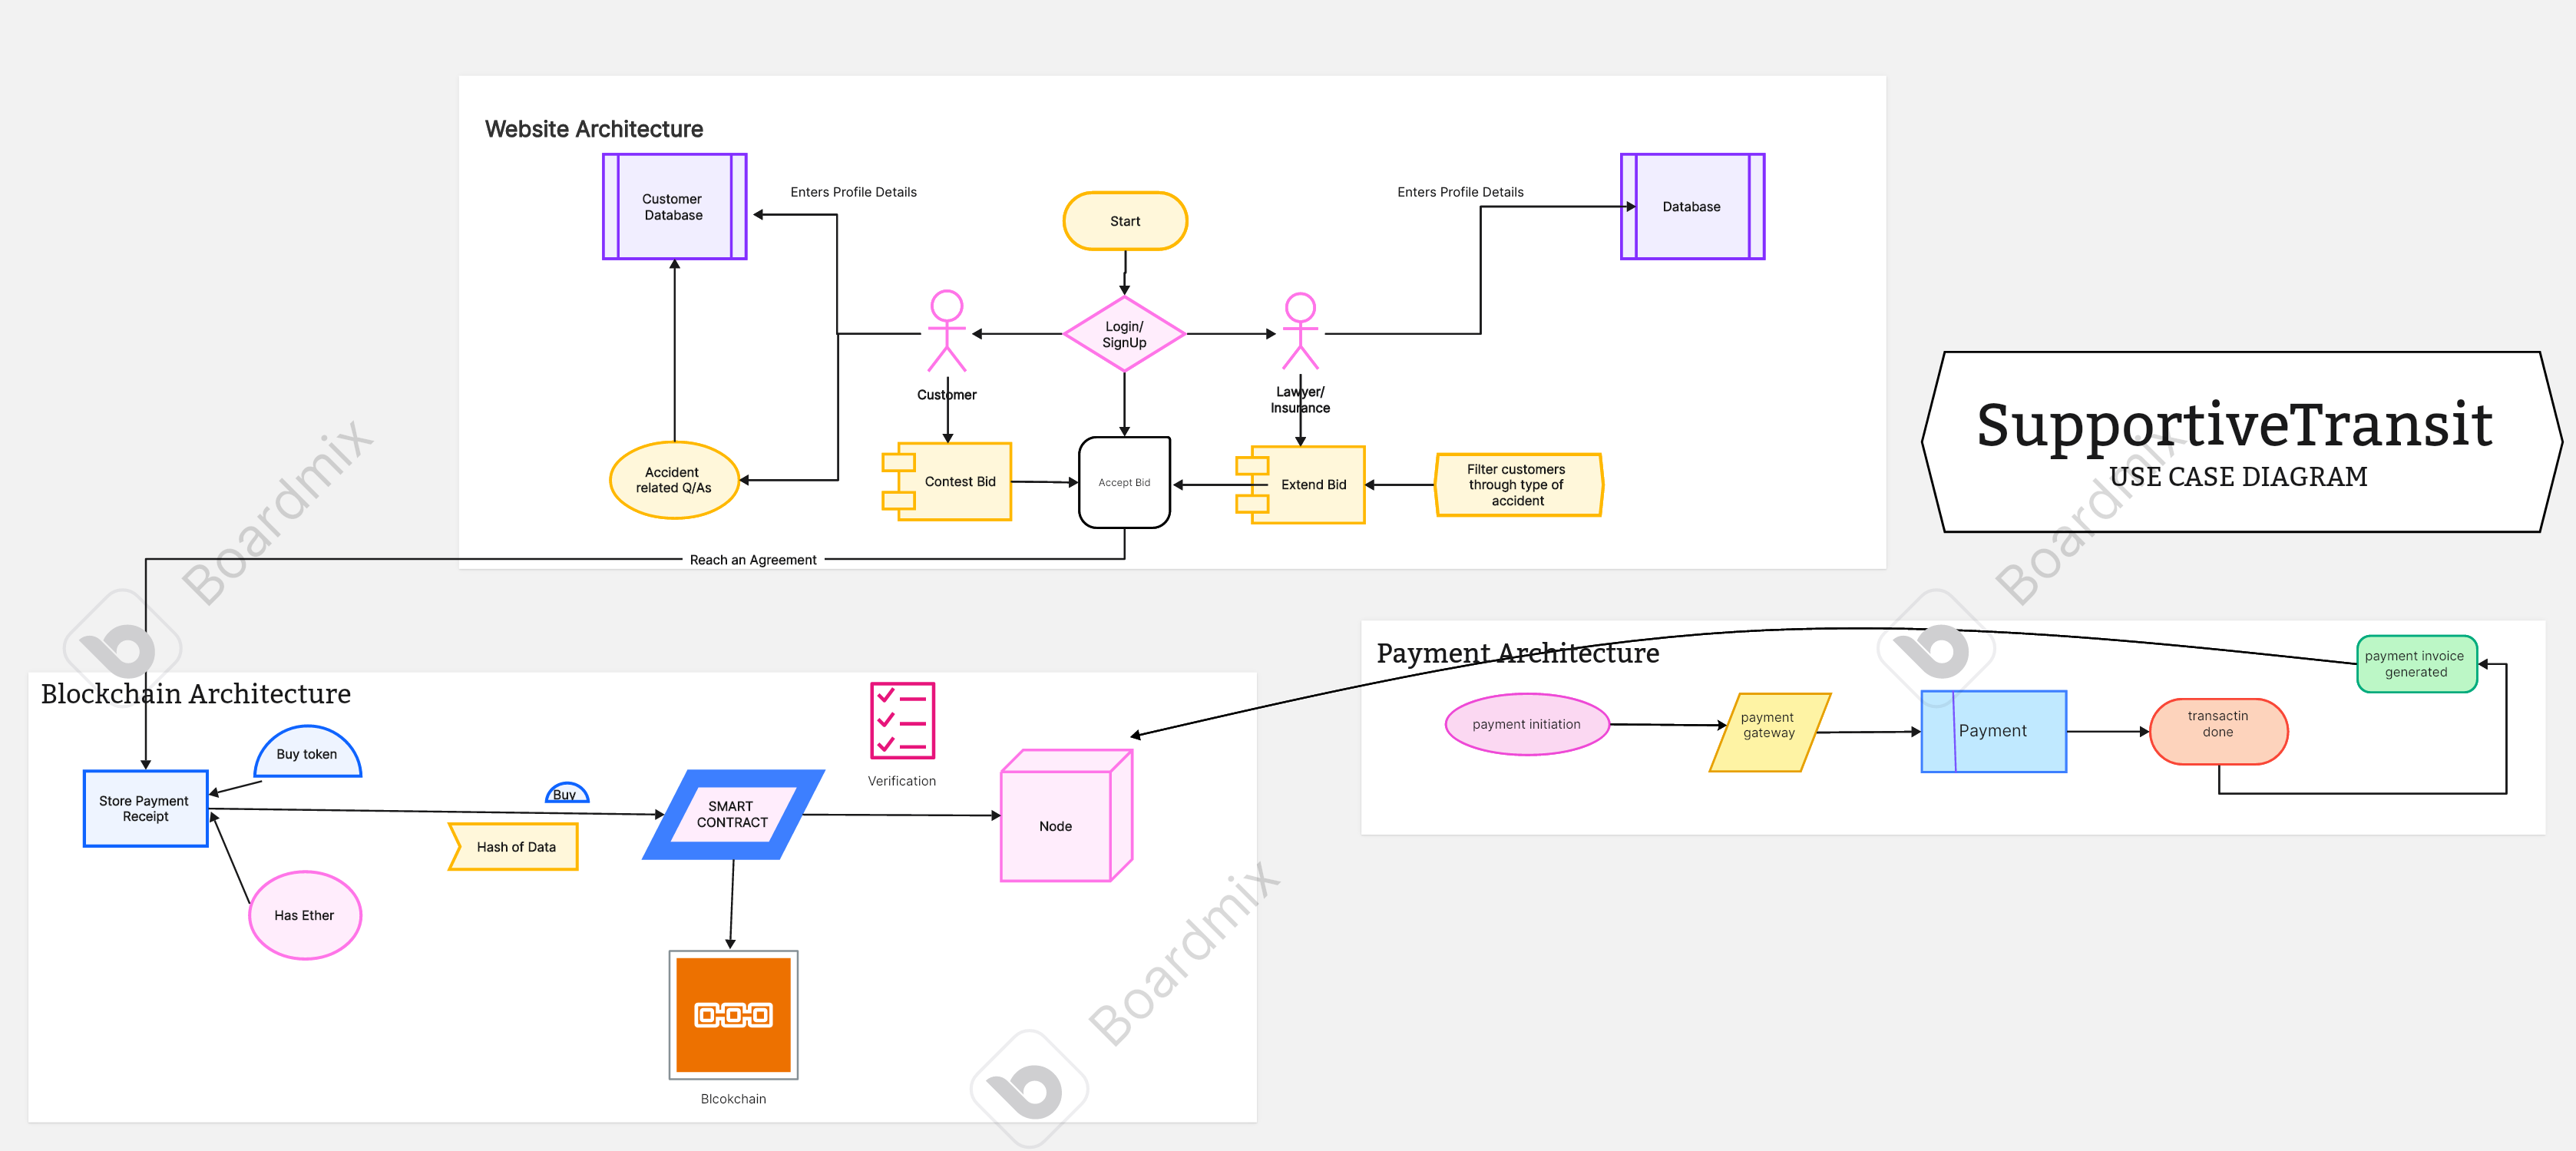 Website Architecture
Customer
Database
Enters Profile Details
Start
Enters Profile Details
Database
Login/
SignUp
Customer
Lawyer/
Insurance
Accident
related Q/As
Contest Bid
Accept Bid
Extend Bid
Filter customers
through type of
accident
Reach an Agreement
SupportiveTransit
USE CASE DIAGRAM
Boardmix
Boardmix
Blockchain Architecture
Buy token
Store Payment
Receipt
Has Ether
Buy
Hash of Data
SMART
CONTRACT
Verification
Node
Blcokchain
Boardmix
Payment Architecture
payment initiation
payment
gateway
Payment
transactin
done
payment invoice
generated